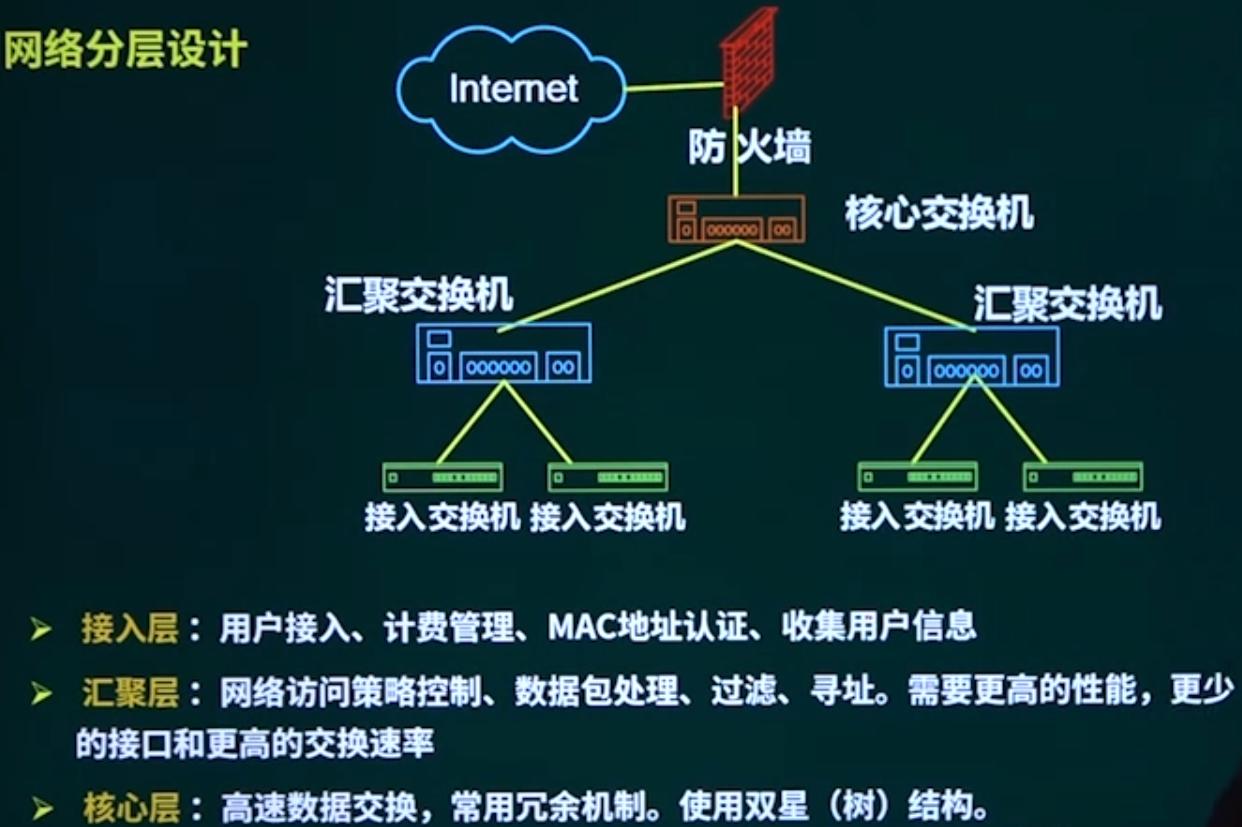 网络分层设计
Internet
防火墙
核心交换机
汇聚交换机
汇聚交换机
接入交换机 接入交换机 接入交换机 接入交换机
➢ 接入层：用户接入、计费管理、MAC地址认证、收集用户信息
➢ 汇聚层：网络访问策略控制、数据包处理、过滤、寻址。需要更高的性能，更少
的接口和更高的交换速率
➢ 核心层：高速数据交换，常用冗余机制。使用双星（树）结构。